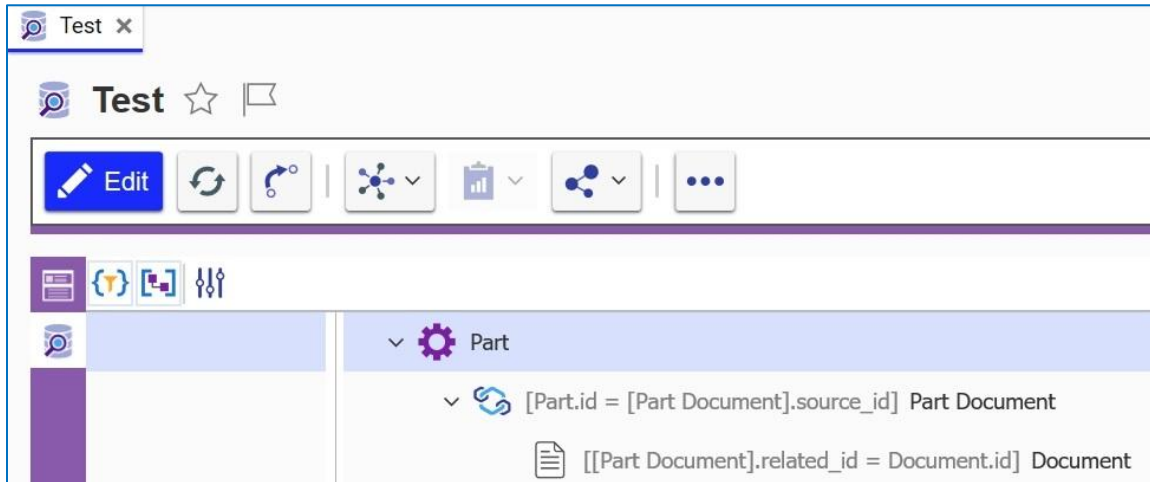 Test
Test
Edit
Part
[Part.id = [Part Document].source_id] Part Document
[[Part Document].related_id = Document.id] Document